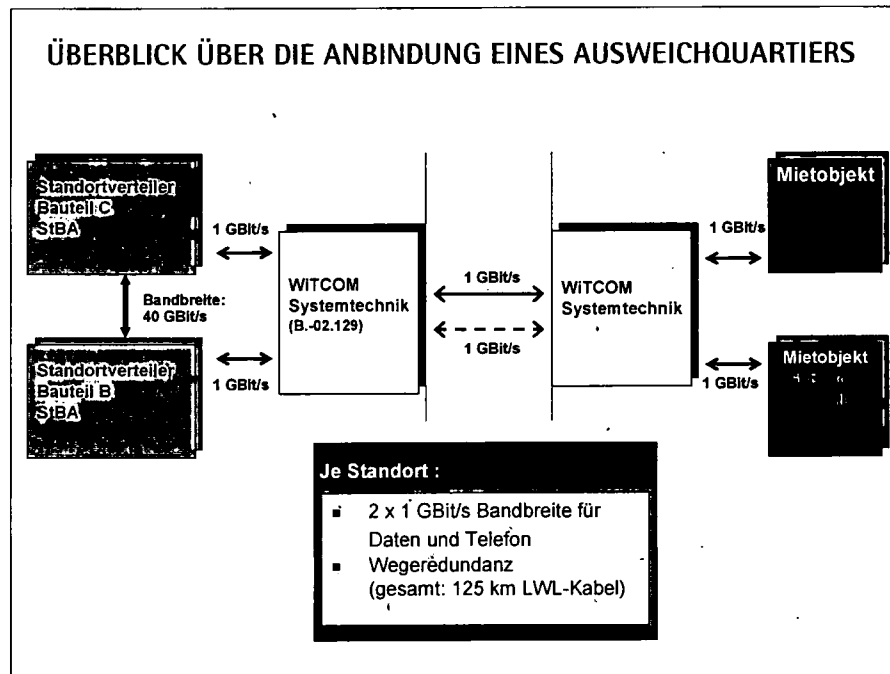 ÜBERBLICK ÜBER DIE ANBINDUNG EINES AUSWEICHQUARTIERS
Standortverteiler
Bauteil C
StBA
1 GBit/s
Bandbreite:
40 GBit/s
Standortverteiler
Bauteil B
StBA
1 GBit/s
WiTCOM
Systemtechnik
(B.-02.129)
1 GBit/s
1 GBit/s
WiTCOM
Systemtechnik
1 GBit/s
1 GBit/s
Mietobjekt
Mietobjekt
Je Standort :
■ 2 x 1 GBit/s Bandbreite für
Daten und Telefon
■ Wegeredundanz
(gesamt: 125 km LWL-Kabel)